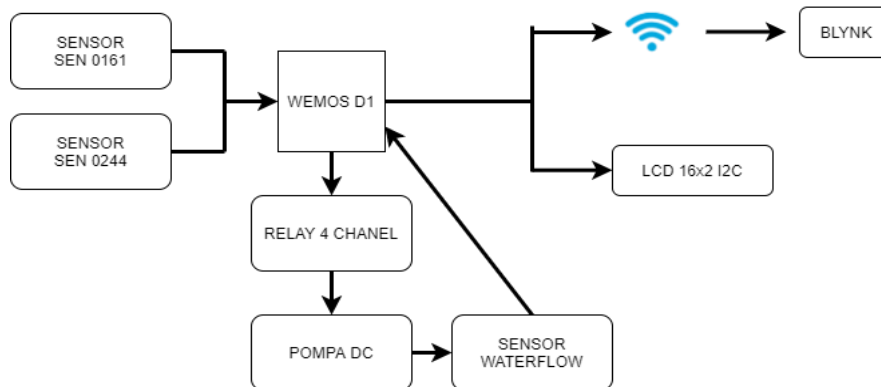 SENSOR
SEN 0161
BLYNK
WEMOS D1
SENSOR
SEN 0244
LCD 16x2 I2C
RELAY 4 CHANEL
POMPA DC
SENSOR
WATERFLOW